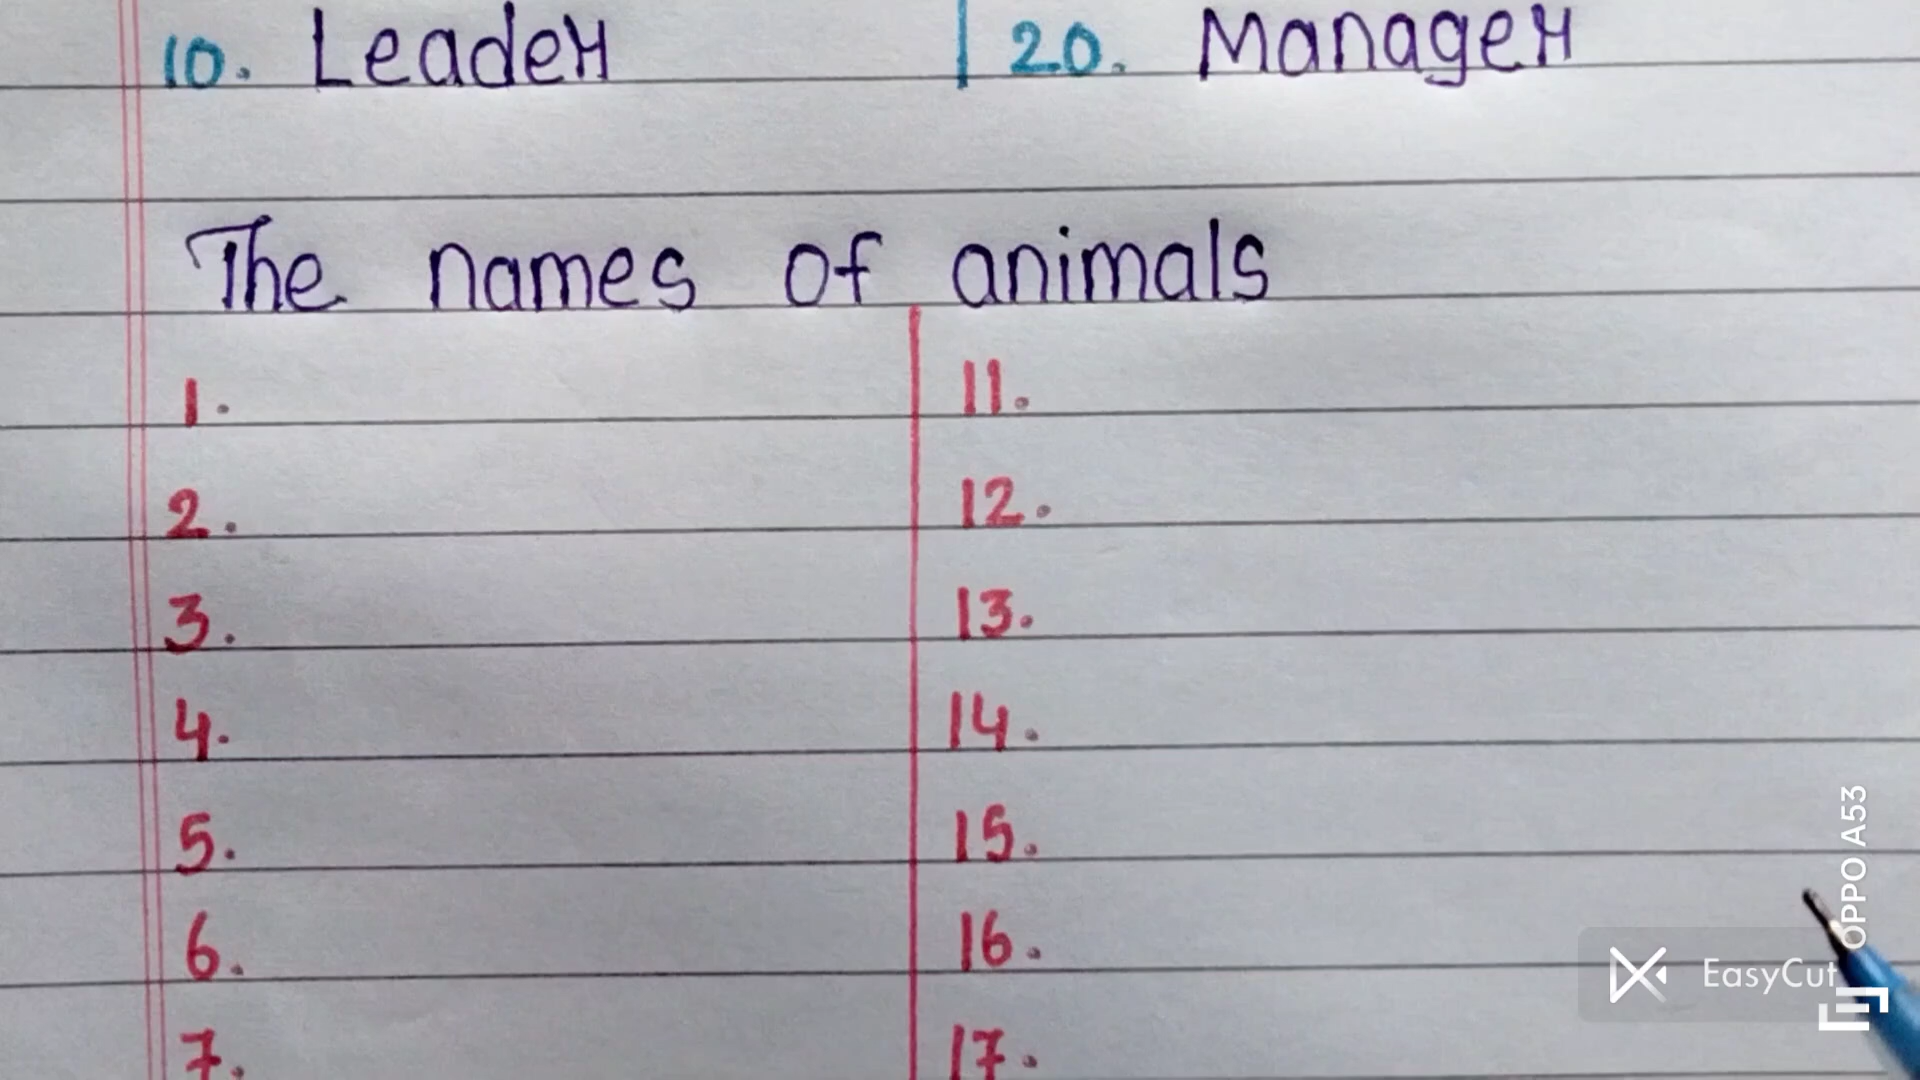 10. Leader 20. Manager
The names of animals
1. 11.
2. 12.
3. 13.
4. 14.
5. 15.
6. 16.
7. 17.
OPPO A53
EasyCut